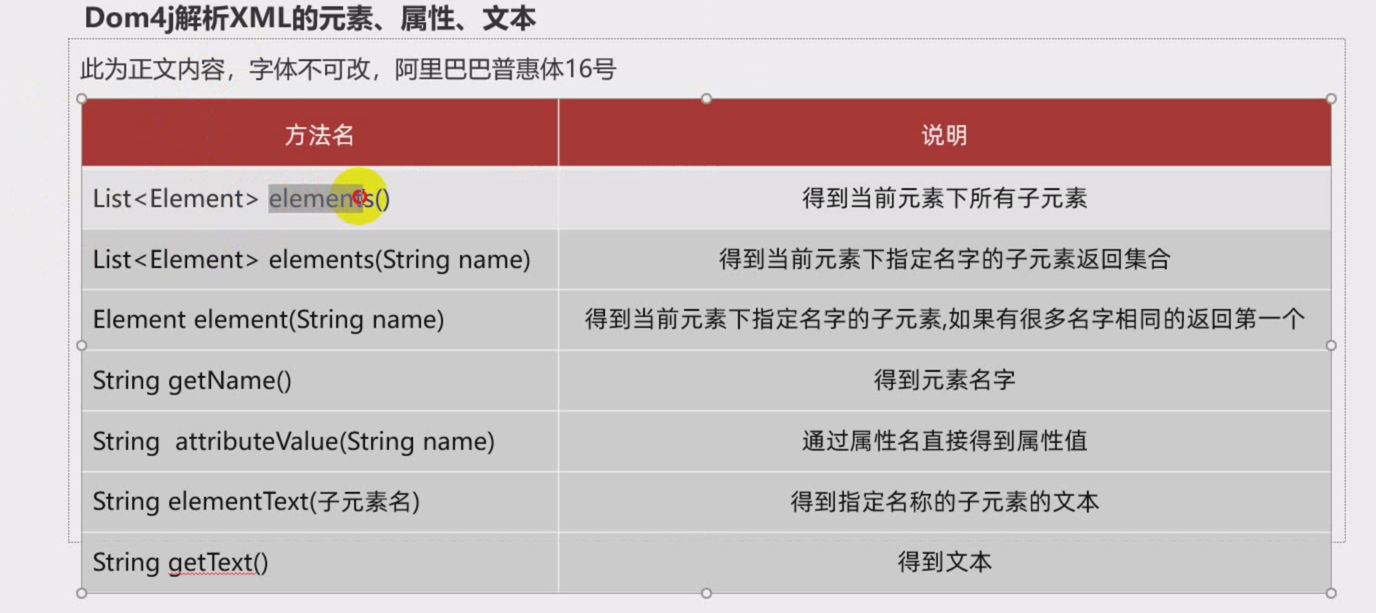 Dom4j解析XML的元素、属性、文本
此为正文内容，字体不可改，阿里巴巴普惠体16号
方法名 说明
List<Element> elements() 得到当前元素下所有子元素
List<Element> elements(String name) 得到当前元素下指定名字的子元素返回集合
Element element(String name) 得到当前元素下指定名字的子元素,如果有很多名字相同的返回第一个
String getName() 得到元素名字
String  attributeValue(String name) 通过属性名直接得到属性值
String elementText(子元素名) 得到指定名称的子元素的文本
String getText() 得到文本